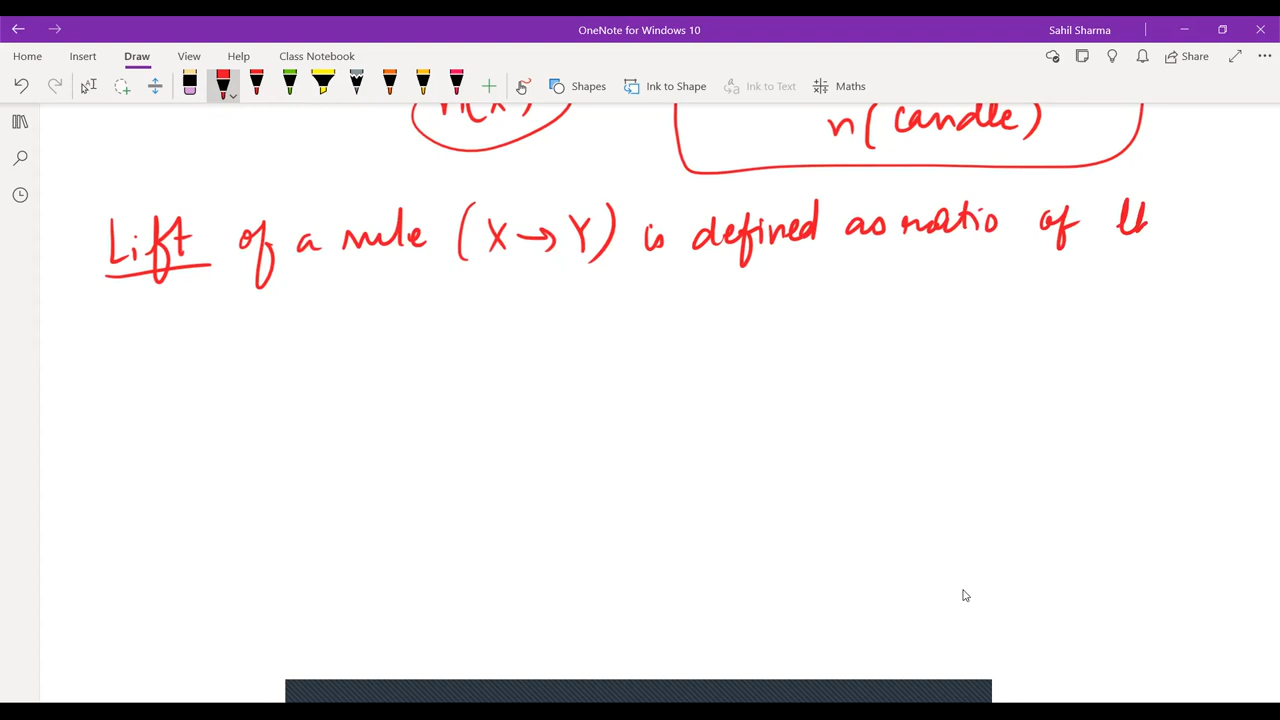 OneNote for Windows 10
Sahil Sharma
Home Insert Draw View Help Class Notebook
Share
Shapes Ink to Shape Ink to Text Maths
n(X)
n(candle)
Lift of a rule (X→Y) is defined as ratio of